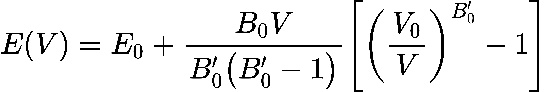 E(V) = E_0 + \frac{B_0 V}{B_0' (B_0' - 1)} \left[ \left( \frac{V_0}{V} \right)^{B_0'} - 1 \right]